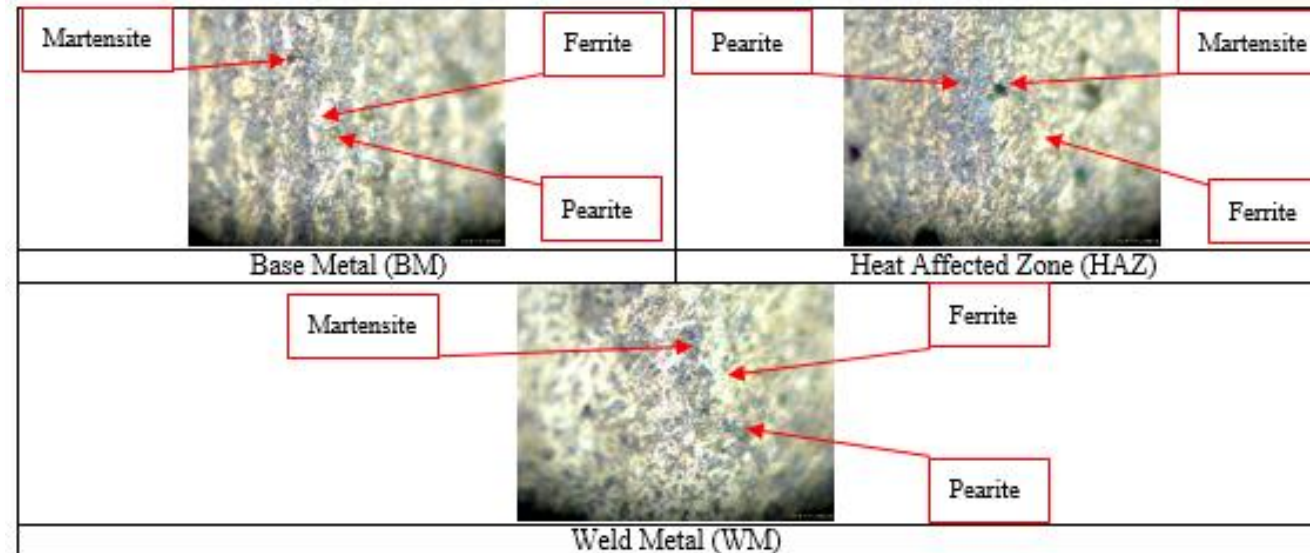 Martensite
Ferrite
Pearite
Base Metal (BM)
Pearite
Martensite
Ferrite
Heat Affected Zone (HAZ)
Martensite
Ferrite
Pearite
Weld Metal (WM)